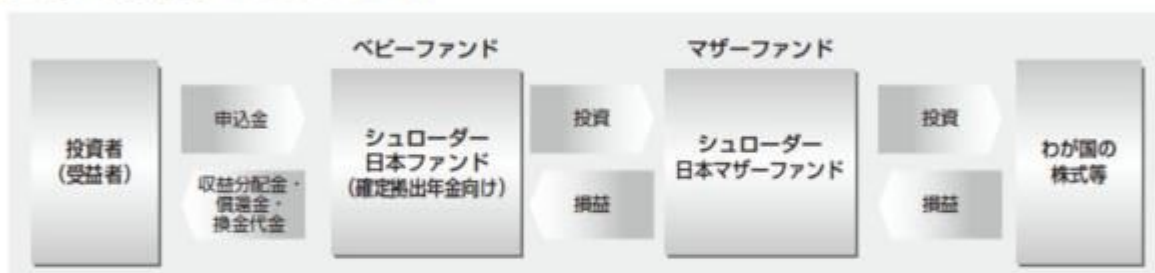 ベビーファンド
マザーファンド
投資者
(受益者)
申込金
収益分配金・
償還金・
換金代金
シュローダー
日本ファンド
(確定拠出年金向け)
投資
損益
シュローダー
日本マザーファンド
投資
損益
わが国の
株式等